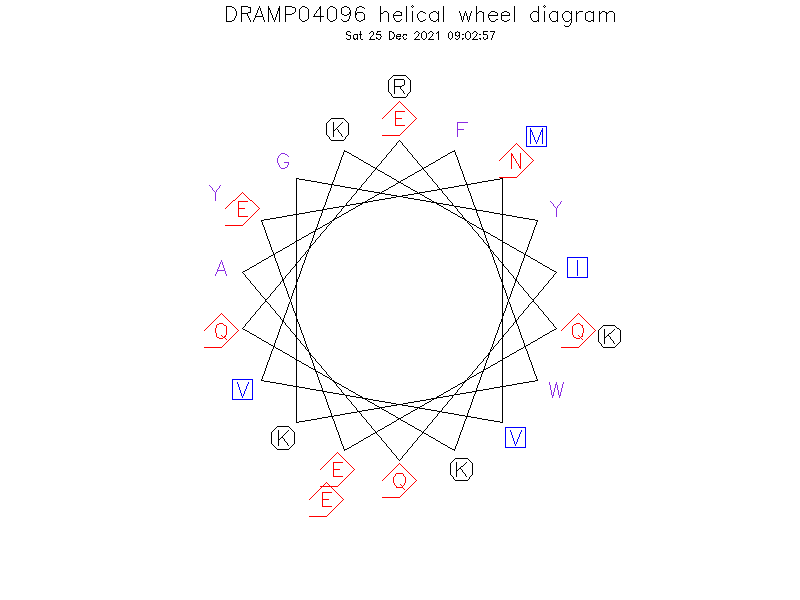 DRAMP04096 helical wheel diagram
Sat 25 Dec 2021 09:02:57
R
K E F M
G N
Y E Y
A I
Q Q K
V W
K V
E Q K
E